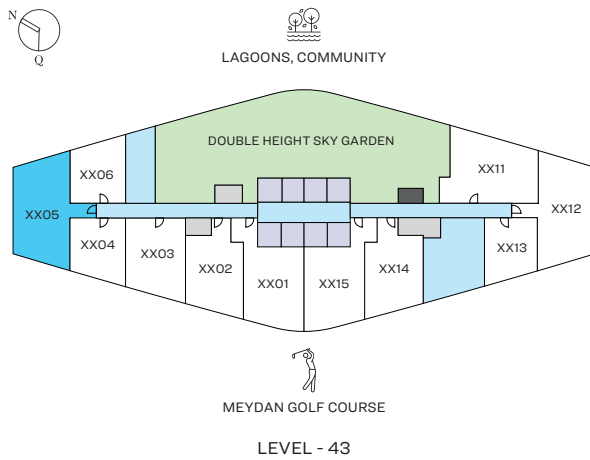 N
Q
LAGOONS, COMMUNITY
DOUBLE HEIGHT SKY GARDEN
XX06
XX11
XX05
XX12
XX04
XX03
XX02
XX01
XX15
XX14
XX13
MEYDAN GOLF COURSE
LEVEL - 43